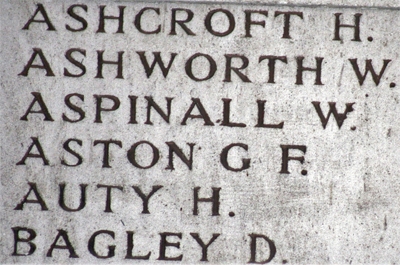 ASHCROFT H.
ASHWORTH W.
ASPINALL W.
ASTON G F.
AUTY H.
BAGLEY D.